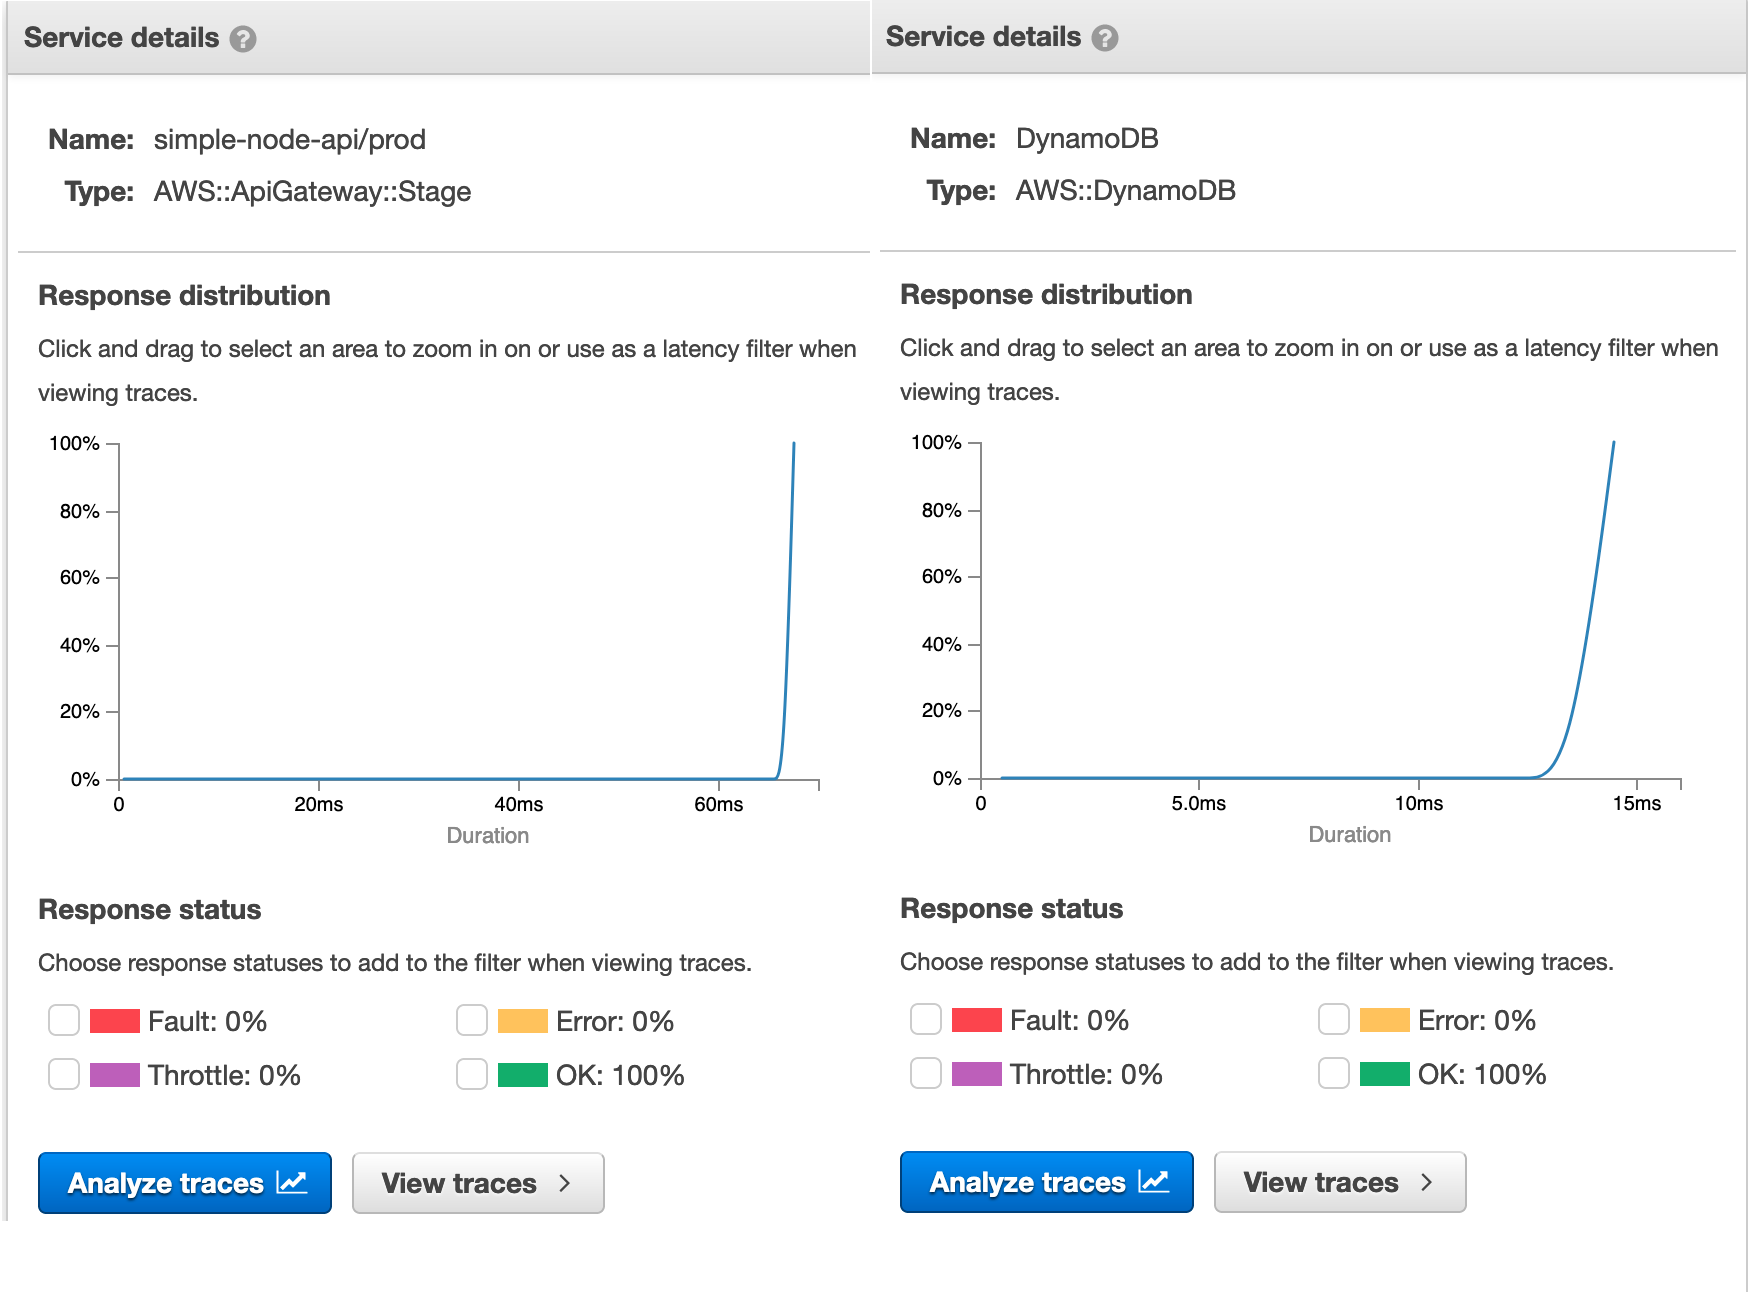 Service details ?
Name: simple-node-api/prod
Type: AWS::ApiGateway::Stage
Response distribution
Click and drag to select an area to zoom in on or use as a latency filter when
viewing traces.
100%
80%
60%
40%
20%
0%
0 20ms 40ms 60ms
Duration
Response status
Choose response statuses to add to the filter when viewing traces.
Fault: 0% Error: 0%
Throttle: 0% OK: 100%
Analyze traces View traces >
Service details ?
Name: DynamoDB
Type: AWS::DynamoDB
Response distribution
Click and drag to select an area to zoom in on or use as a latency filter when
viewing traces.
100%
80%
60%
40%
20%
0%
0 5.0ms 10ms 15ms
Duration
Response status
Choose response statuses to add to the filter when viewing traces.
Fault: 0% Error: 0%
Throttle: 0% OK: 100%
Analyze traces View traces >